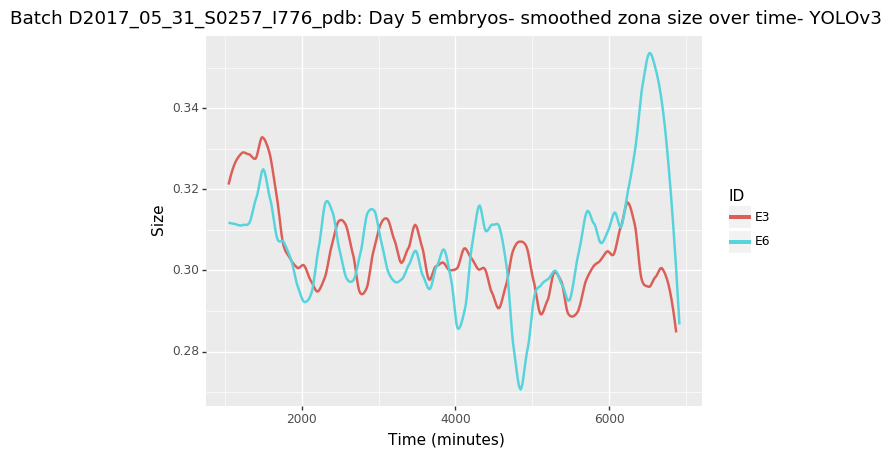 Batch D2017_05_31_S0257_I776_pdb: Day 5 embryos- smoothed zona size over time- YOLOv3
0.34
0.32
0.30
0.28
Size
2000
4000
6000
Time (minutes)
ID
E3
E6